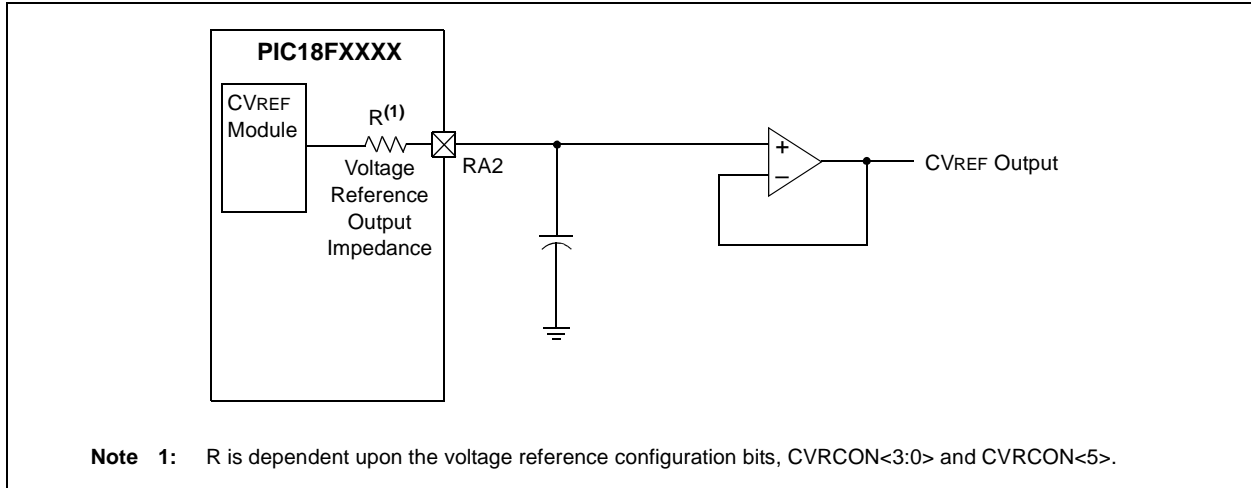 PIC18FXXXX
CVREF
Module
R(1)
Voltage
Reference
Output
Impedance
RA2
+
–
CVREF Output
Note 1: R is dependent upon the voltage reference configuration bits, CVRCON<3:0> and CVRCON<5>.